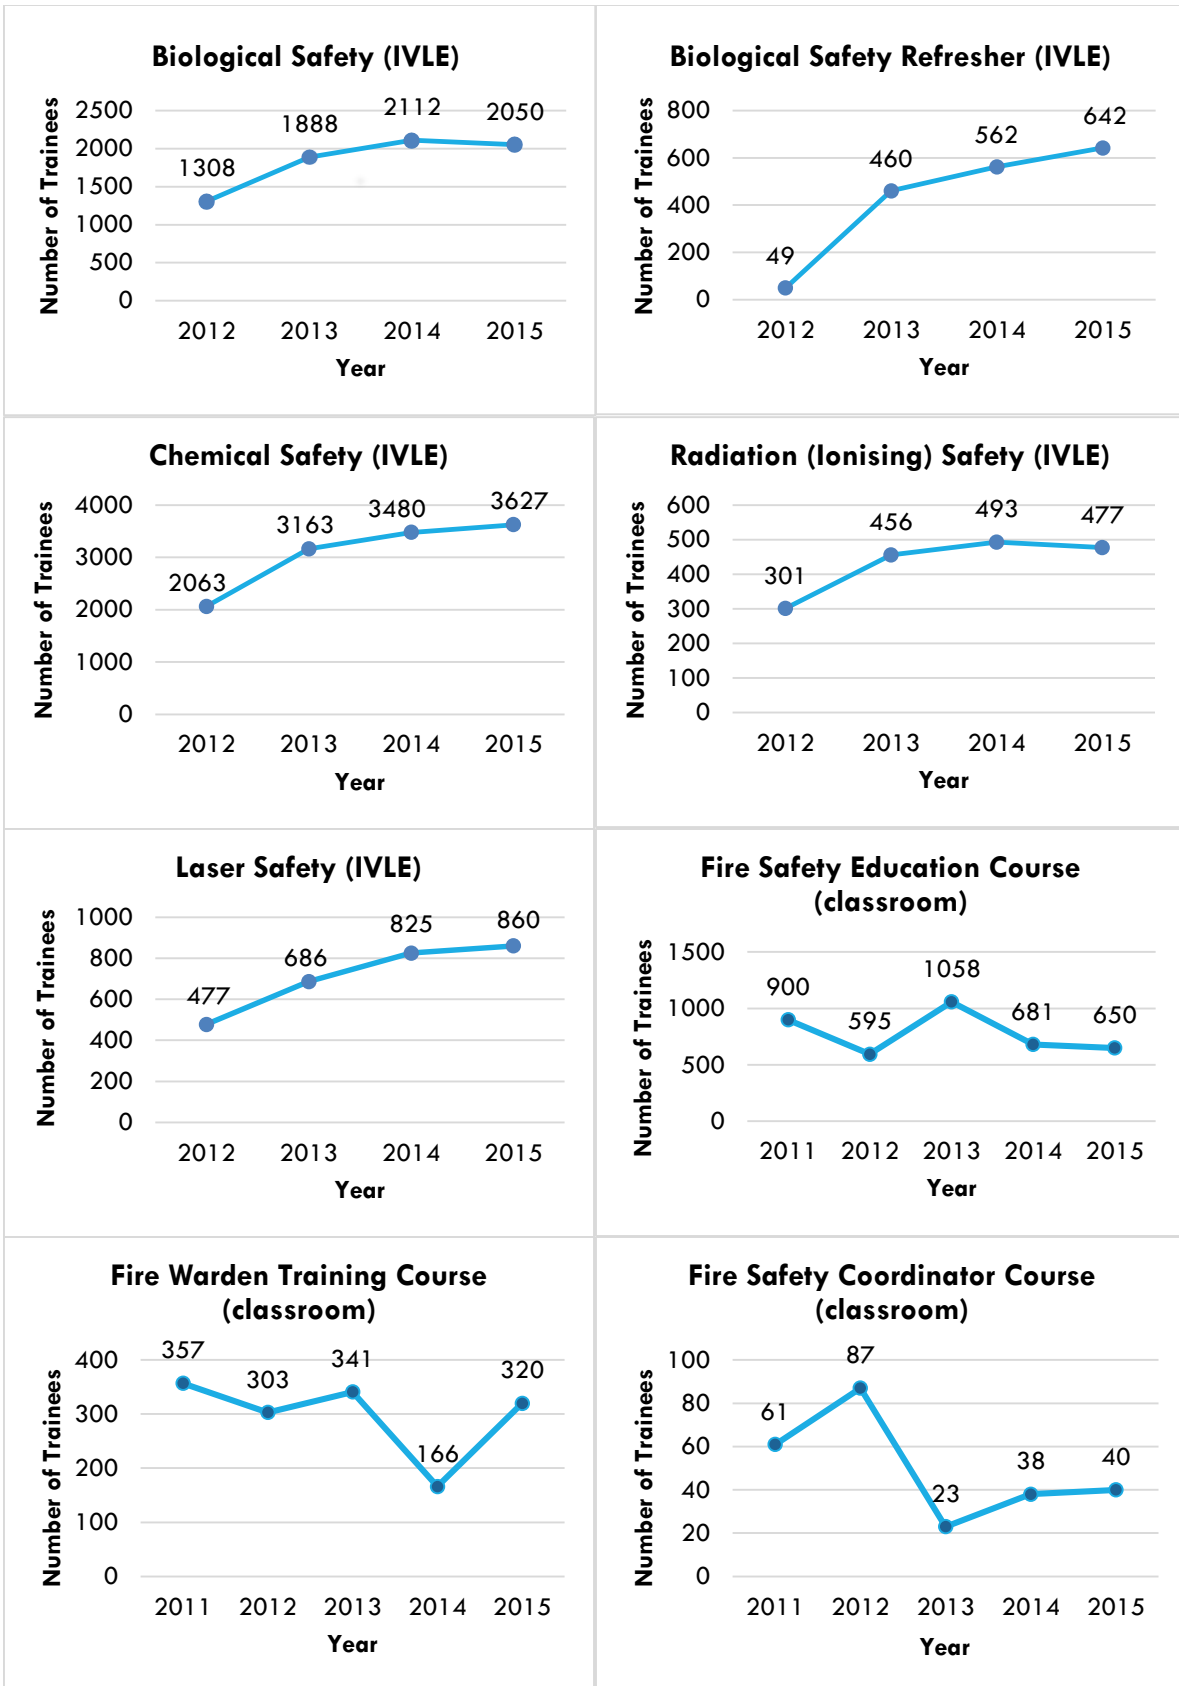 Biological Safety (IVLE)
Number of Trainees
2500
2000
1500
1000
500
0
1308
1888
2112
2050
2012 2013 2014 2015
Year
Biological Safety Refresher (IVLE)
Number of Trainees
800
600
400
200
0
49
460
562
642
2012 2013 2014 2015
Year
Chemical Safety (IVLE)
Number of Trainees
4000
3000
2000
1000
0
2063
3163
3480
3627
2012 2013 2014 2015
Year
Radiation (Ionising) Safety (IVLE)
Number of Trainees
600
500
400
300
200
100
0
301
456
493
477
2012 2013 2014 2015
Year
Laser Safety (IVLE)
Number of Trainees
1000
800
600
400
200
0
477
686
825
860
2012 2013 2014 2015
Year
Fire Safety Education Course
(classroom)
Number of Trainees
1500
1000
500
0
900
595
1058
681
650
2011 2012 2013 2014 2015
Year
Fire Warden Training Course
(classroom)
Number of Trainees
400
300
200
100
0
357
303
341
166
320
2011 2012 2013 2014 2015
Year
Fire Safety Coordinator Course
(classroom)
Number of Trainees
100
80
60
40
20
0
61
87
23
38
40
2011 2012 2013 2014 2015
Year